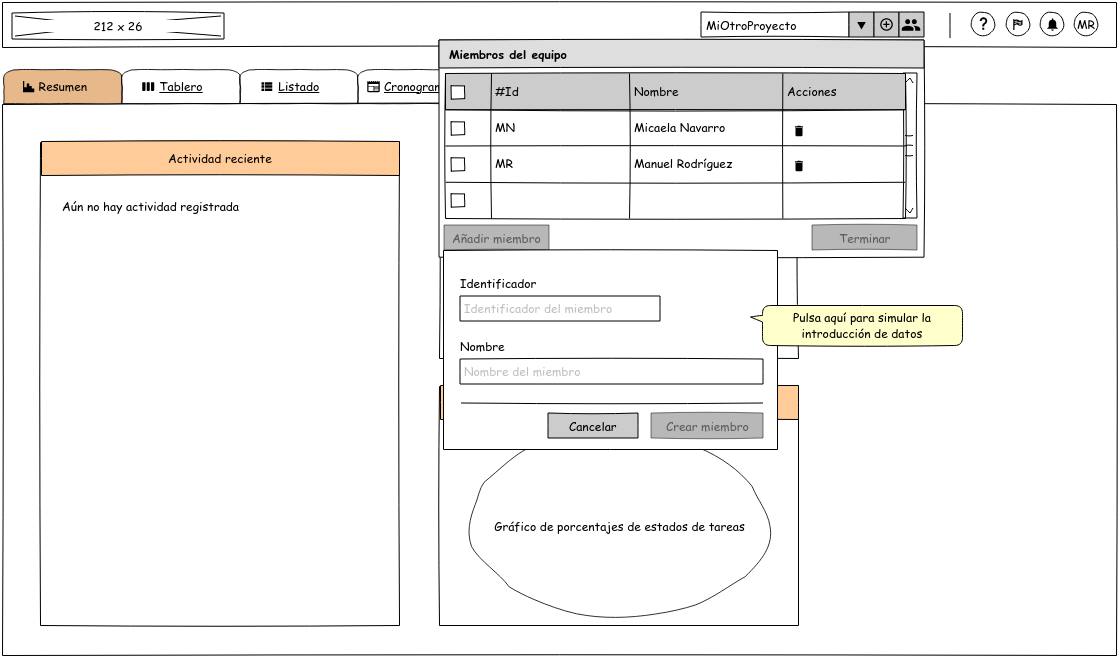 212 x 26
MiOtroProyecto
?
MR
Miembros del equipo
Resumen
Tablero
Listado
Cronogram
#Id
Nombre
Acciones
MN
Micaela Navarro
MR
Manuel Rodríguez
Actividad reciente
Aún no hay actividad registrada
Añadir miembro
Terminar
Identificador
Identificador del miembro
Pulsa aquí para simular la
introducción de datos
Nombre
Nombre del miembro
Cancelar
Crear miembro
Gráfico de porcentajes de estados de tareas